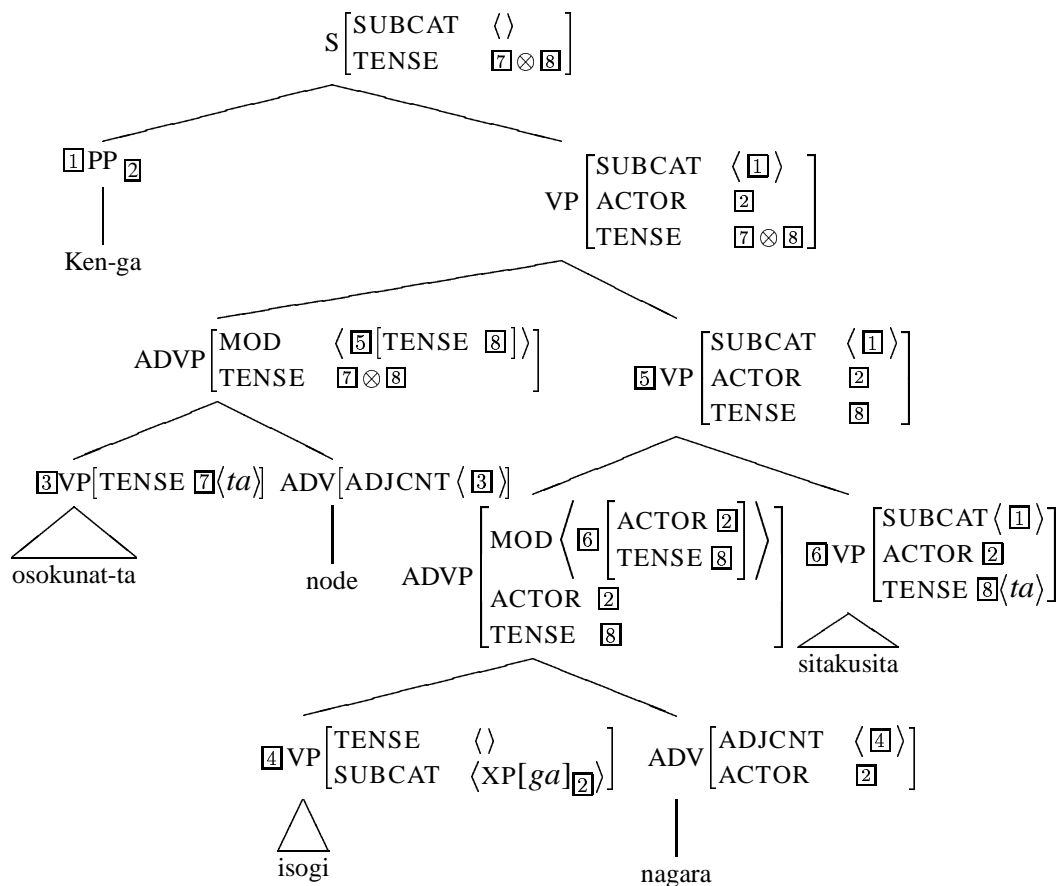 S[SUBCAT ⟨ ⟩
TENSE 7 ⊗ 8]
1 PP 2
VP[SUBCAT ⟨ 1 ⟩
ACTOR 2
TENSE 7 ⊗ 8]
Ken-ga
ADVP[MOD ⟨ 5 [TENSE 8 ]⟩
TENSE 7 ⊗ 8]
5 VP[SUBCAT ⟨ 1 ⟩
ACTOR 2
TENSE 8]
3 VP[TENSE 7 ⟨ta⟩] ADV[ADJCNT ⟨ 3 ⟩]
osokunat-ta
node
ADVP[MOD ⟨ 6 [ACTOR 2
TENSE 8 ]⟩
ACTOR 2
TENSE 8]
6 VP[SUBCAT⟨ 1 ⟩
ACTOR 2
TENSE 8 ⟨ta⟩]
sitakusita
4 VP[TENSE ⟨ ⟩
SUBCAT ⟨XP[ga] 2 ⟩]
ADV[ADJCNT ⟨ 4 ⟩
ACTOR 2]
isogi
nagara